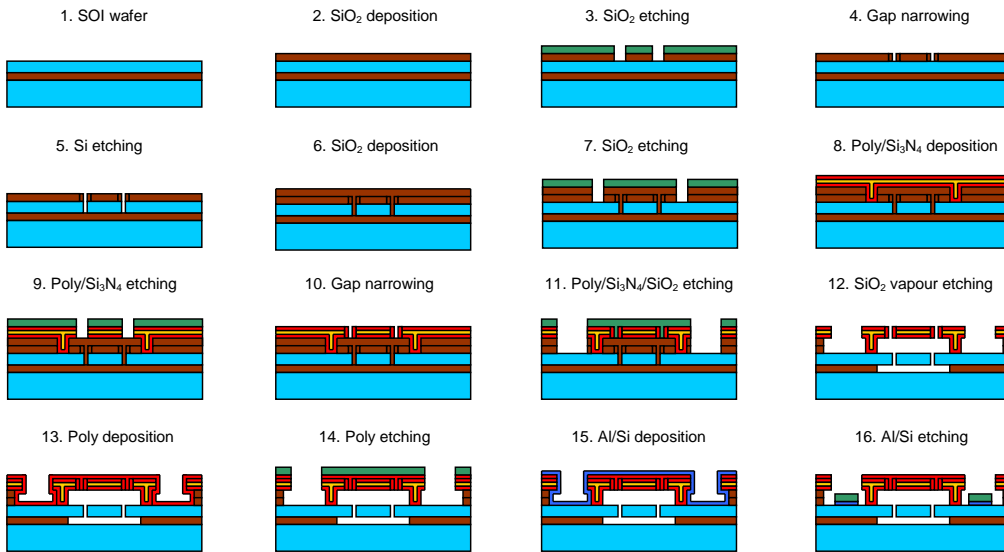 1. SOI wafer
2. SiO₂ deposition
3. SiO₂ etching
4. Gap narrowing
5. Si etching
6. SiO₂ deposition
7. SiO₂ etching
8. Poly/Si₃N₄ deposition
9. Poly/Si₃N₄ etching
10. Gap narrowing
11. Poly/Si₃N₄/SiO₂ etching
12. SiO₂ vapour etching
13. Poly deposition
14. Poly etching
15. Al/Si deposition
16. Al/Si etching